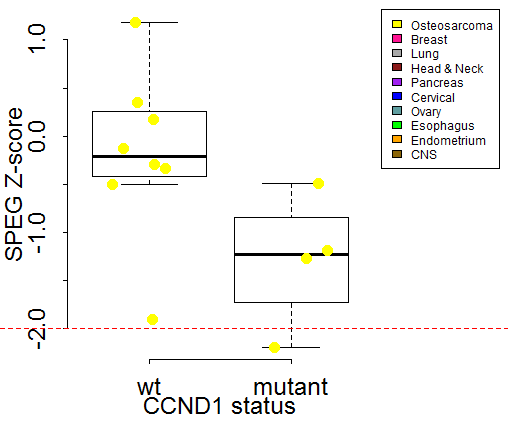 1.0
0.0
-1.0
-2.0
SPEG Z-score
wt mutant
CCND1 status
Osteosarcoma
Breast
Lung
Head & Neck
Pancreas
Cervical
Ovary
Esophagus
Endometrium
CNS